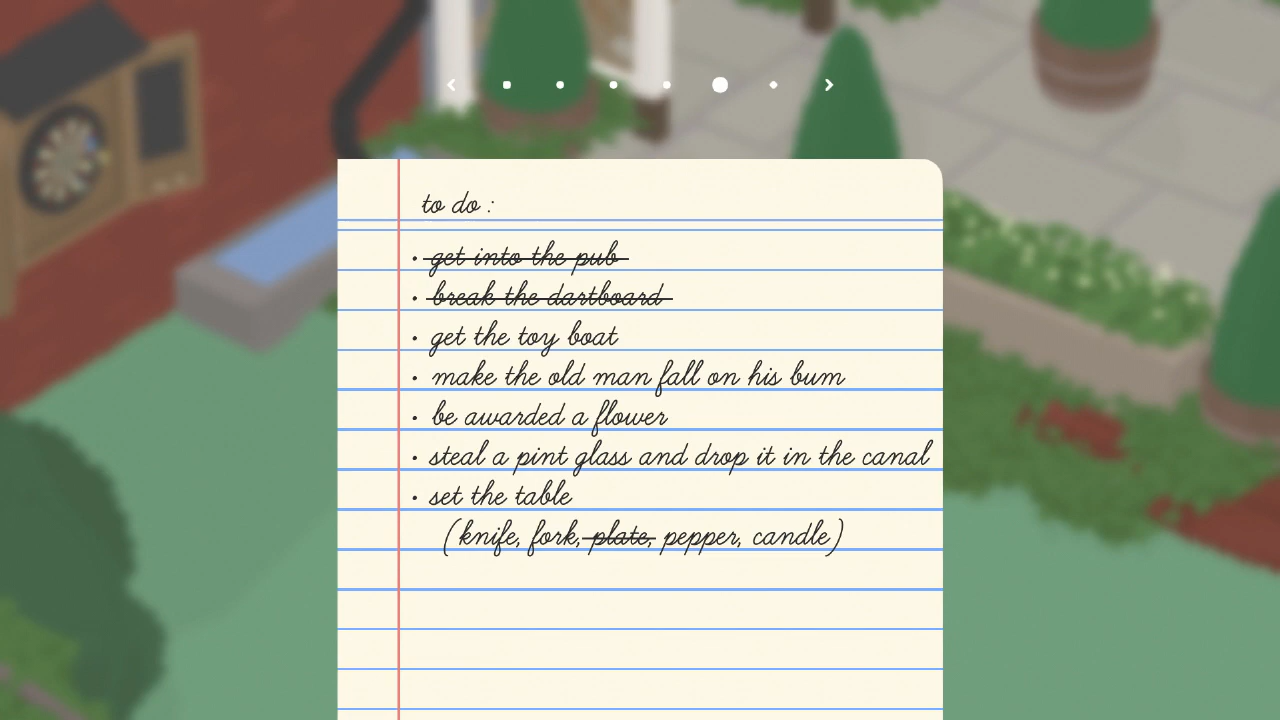 to do :
• get into the pub
• break the dartboard
• get the toy boat
• make the old man fall on his bum
• be awarded a flower
• steal a pint glass and drop it in the canal
• set the table
(knife, fork, plate, pepper, candle)